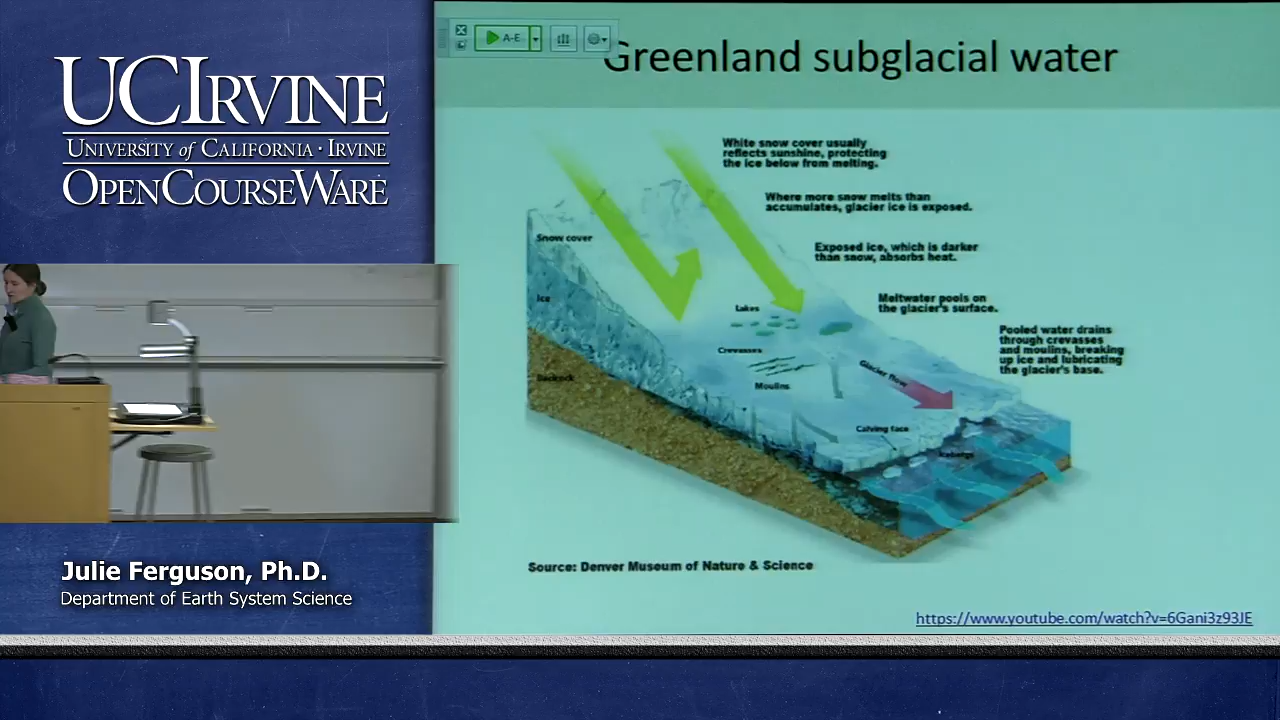 UCIRVINE
UNIVERSITY of CALIFORNIA · IRVINE
OPENCOURSEWARE
Julie Ferguson, Ph.D.
Department of Earth System Science
A-E
Greenland subglacial water
White snow cover usually
reflects sunshine, protecting
the ice below from melting.
Where more snow melts than
accumulates, glacier ice is exposed.
Exposed ice, which is darker
than snow, absorbs heat.
Meltwater pools on
the glacier's surface.
Pooled water drains
through crevasses
and moulins, breaking
up ice and lubricating
the glacier's base.
Snow cover
Ice
Bedrock
Lakes
Crevasses
Moulins
Glacier flow
Calving face
Icebergs
Source: Denver Museum of Nature & Science
https://www.youtube.com/watch?v=6Gani3z93JE